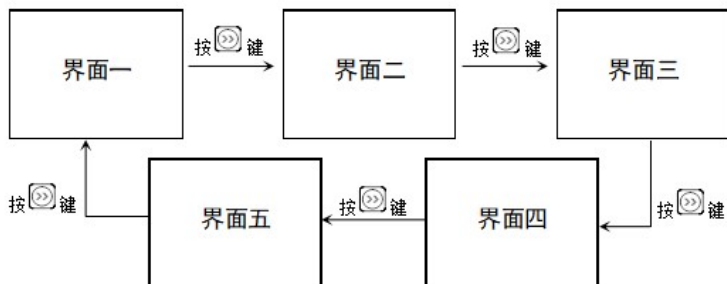 界面一
按 >> 键
界面二
按 >> 键
界面三
按 >> 键
界面四
按 >> 键
界面五
按 >> 键